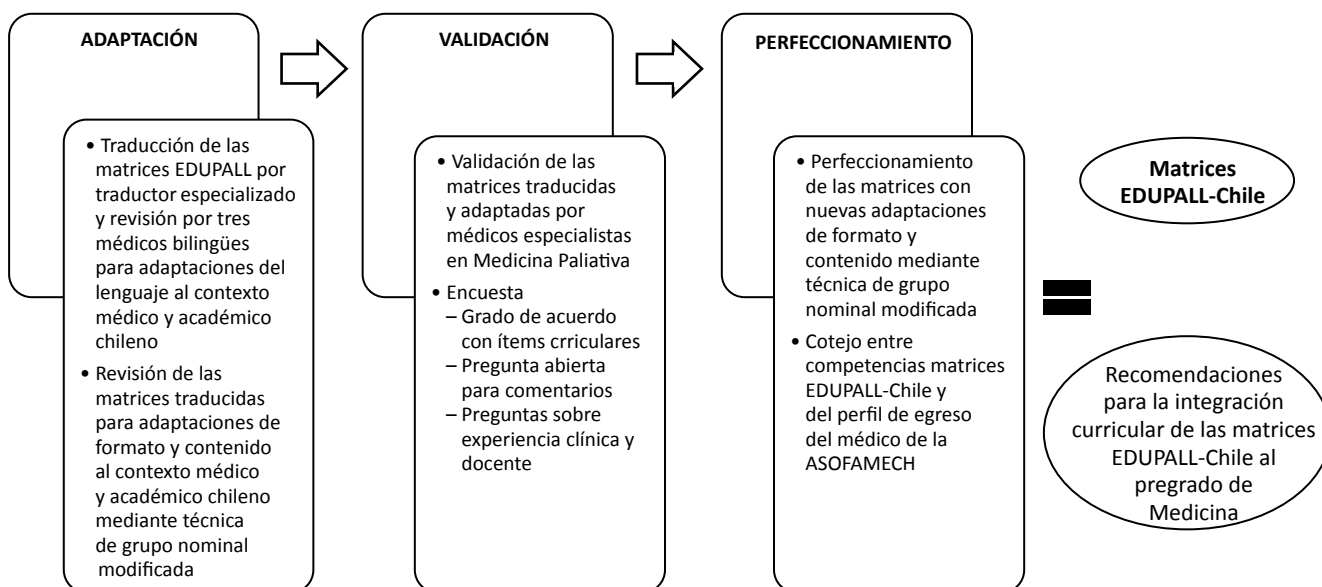 ADAPTACIÓN
• Traducción de las
matrices EDUPALL por
traductor especializado
y revisión por tres
médicos bilingües
para adaptaciones del
lenguaje al contexto
médico y académico
chileno
• Revisión de las
matrices traducidas
para adaptaciones de
formato y contenido
al contexto médico
y académico chileno
mediante técnica
de grupo nominal
modificada
VALIDACIÓN
• Validación de las
matrices traducidas
y adaptadas por
médicos especialistas
en Medicina Paliativa
• Encuesta
– Grado de acuerdo
con ítems crriculares
– Pregunta abierta
para comentarios
– Preguntas sobre
experiencia clínica y
docente
PERFECCIONAMIENTO
• Perfeccionamiento
de las matrices con
nuevas adaptaciones
de formato y
contenido mediante
técnica de grupo
nominal modificada
• Cotejo entre
competencias matrices
EDUPALL-Chile y
del perfil de egreso
del médico de la
ASOFAMECH
Matrices
EDUPALL-Chile
Recomendaciones
para la integración
curricular de las matrices
EDUPALL-Chile al
pregrado de
Medicina